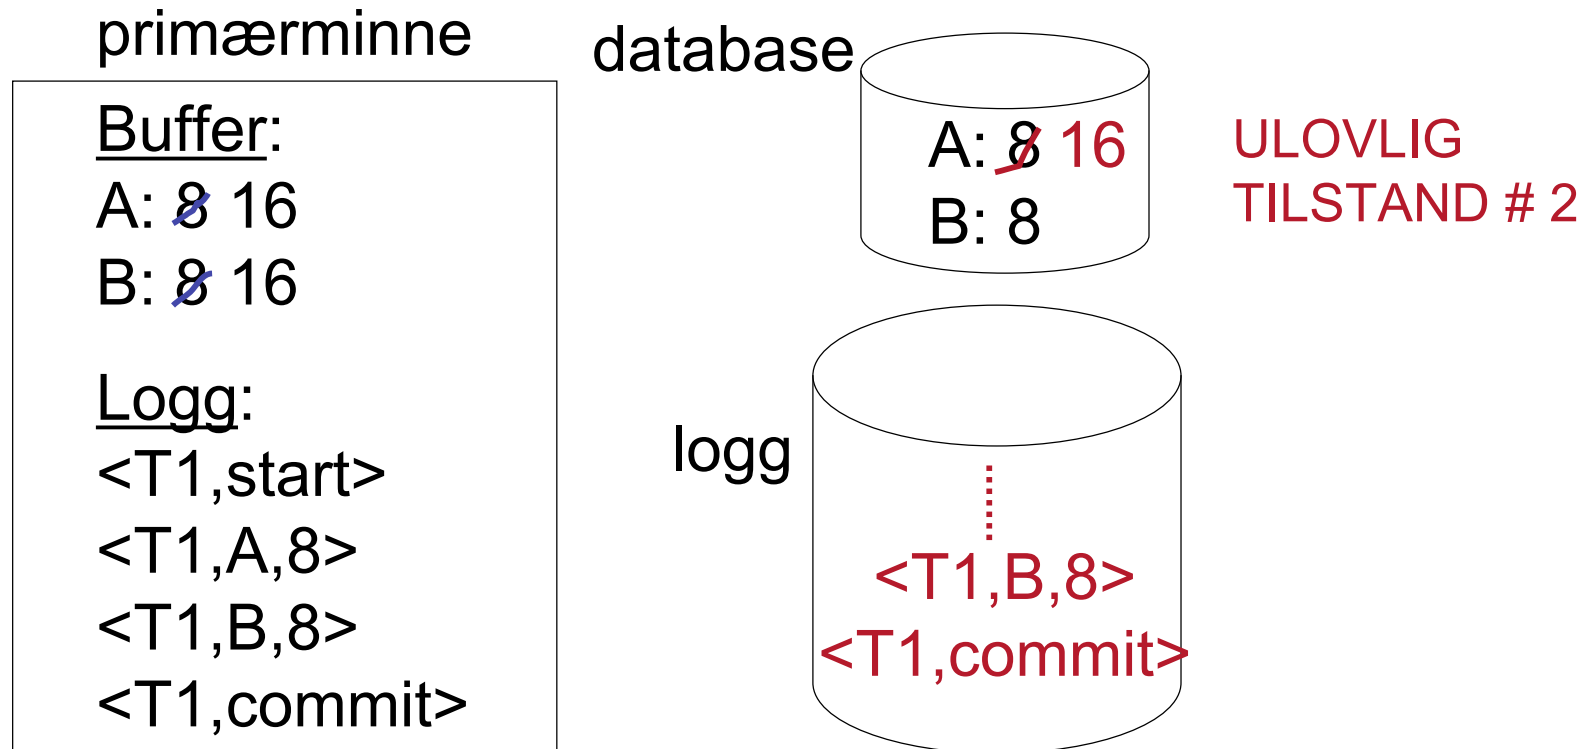 primærminne
Buffer:
A: 8 16
B: 8 16
Logg:
<T1,start>
<T1,A,8>
<T1,B,8>
<T1,commit>
database
A: 8 16
B: 8
ULOVLIG
TILSTAND # 2
logg
<T1,B,8>
<T1,commit>